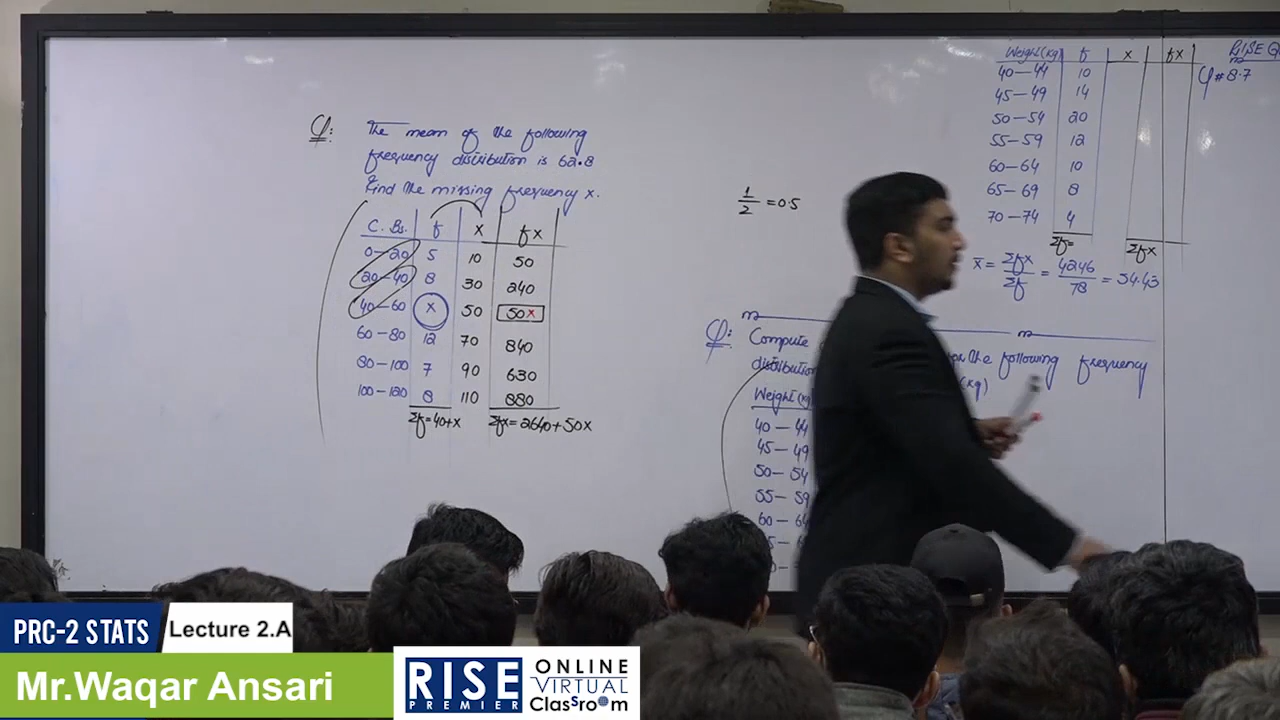 Q:
The mean of the following
frequency distribution is 62.8
Find the missing frequency x.
C. Bs. f x fx
0-20 5 10 50
20-40 8 30 240
40-60 x 50 50x
60-80 12 70 840
80-100 7 90 630
100-120 8 110 880
Σf=40+x Σfx=2640+50x
1/2 = 0.5
Weight(Kg) f x fx
40-44 10
45-49 14
50-54 20
55-59 12
60-64 10
65-69 8
70-74 4
Σf= Σfx
x̄ = Σfx/Σf = 4246/78 = 54.43
Q#8.7
Q:
Compute the following frequency
distribution (kg)
Weight(Kg
40-44
45-49
50-54
55-59
60-64
PRC-2 STATS
Lecture 2.A
Mr.Waqar Ansari
RISE
PREMIER
ONLINE
VIRTUAL
Classroom